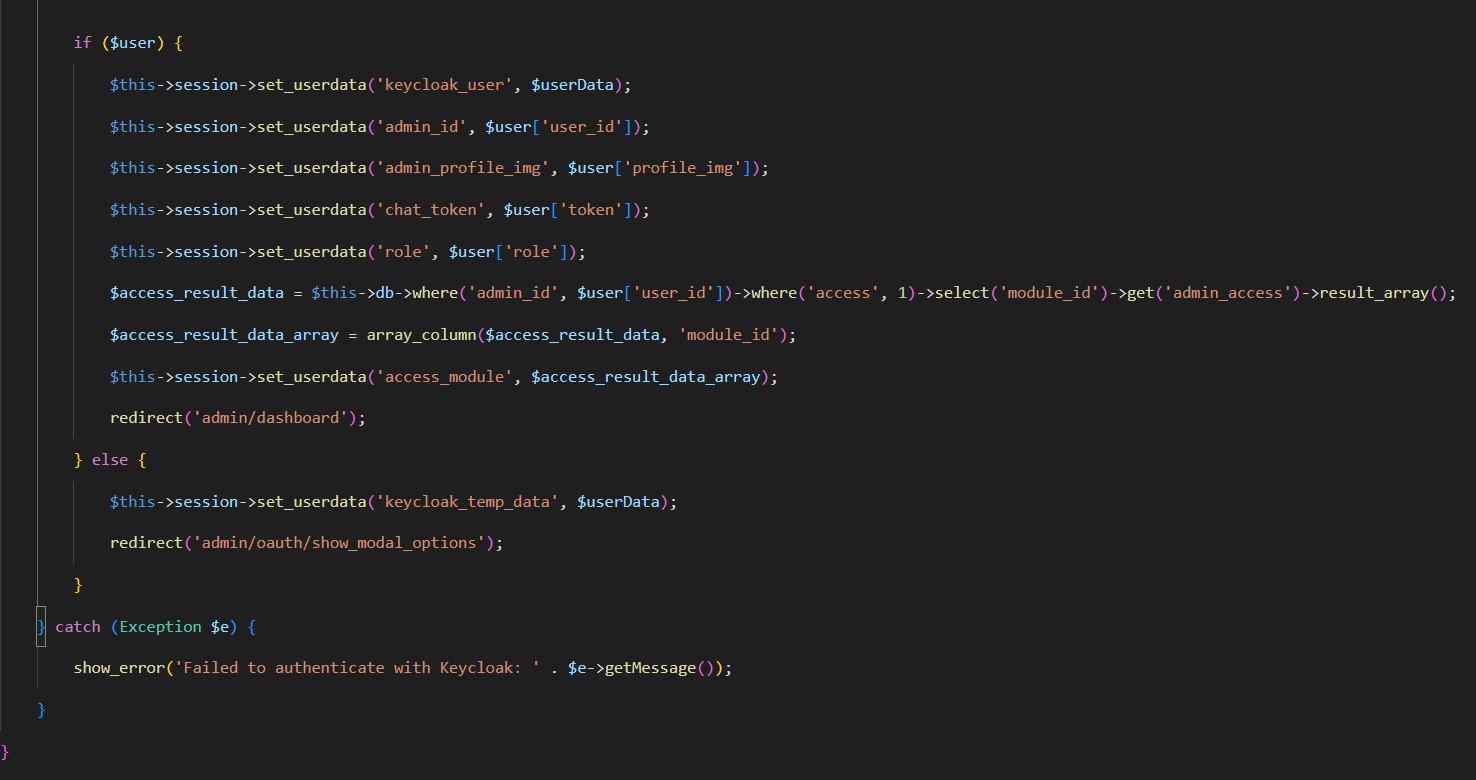 if ($user) {
$this->session->set_userdata('keycloak_user', $userData);
$this->session->set_userdata('admin_id', $user['user_id']);
$this->session->set_userdata('admin_profile_img', $user['profile_img']);
$this->session->set_userdata('chat_token', $user['token']);
$this->session->set_userdata('role', $user['role']);
$access_result_data = $this->db->where('admin_id', $user['user_id'])->where('access', 1)->select('module_id')->get('admin_access')->result_array();
$access_result_data_array = array_column($access_result_data, 'module_id');
$this->session->set_userdata('access_module', $access_result_data_array);
redirect('admin/dashboard');
} else {
$this->session->set_userdata('keycloak_temp_data', $userData);
redirect('admin/oauth/show_modal_options');
}
} catch (Exception $e) {
show_error('Failed to authenticate with Keycloak: ' . $e->getMessage());
}
}